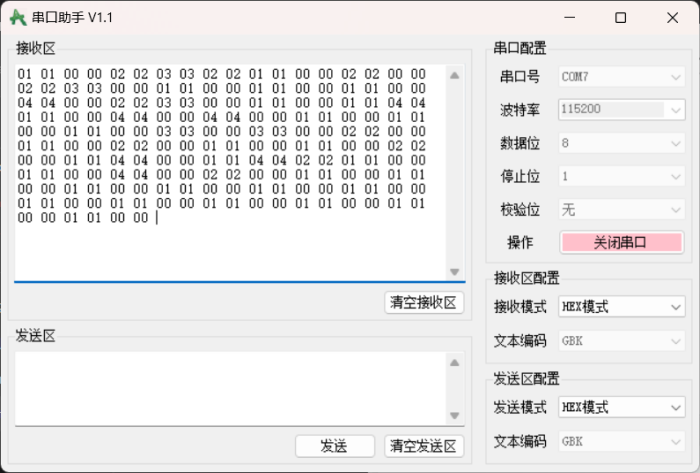 串口助手 V1.1
接收区
01 01 00 00 02 02 03 03 02 02 01 01 00 00 02 02 00 00
02 02 03 03 00 00 01 01 00 00 01 01 00 00 01 01 00 00
04 04 00 00 02 02 03 03 00 00 01 01 00 00 01 01 04 04
01 01 00 00 04 04 00 00 04 04 00 00 01 01 00 00 01 01
00 00 01 01 00 00 03 03 00 00 03 03 00 00 02 02 00 00
01 01 00 00 02 02 00 00 01 01 00 00 01 01 00 00 02 02
00 00 01 01 04 04 00 00 01 01 04 04 02 02 01 01 00 00
01 01 00 00 04 04 00 00 02 02 00 00 01 01 00 00 01 01
00 00 01 01 00 00 01 01 00 00 01 01 00 00 01 01 00 00
01 01 00 00 01 01 00 00 01 01 00 00 01 01 00 00 01 01
00 00 01 01 00 00
清空接收区
发送区
发送
清空发送区
串口配置
串口号 COM7
波特率 115200
数据位 8
停止位 1
校验位 无
操作 关闭串口
接收区配置
接收模式 HEX模式
文本编码 GBK
发送区配置
发送模式 HEX模式
文本编码 GBK